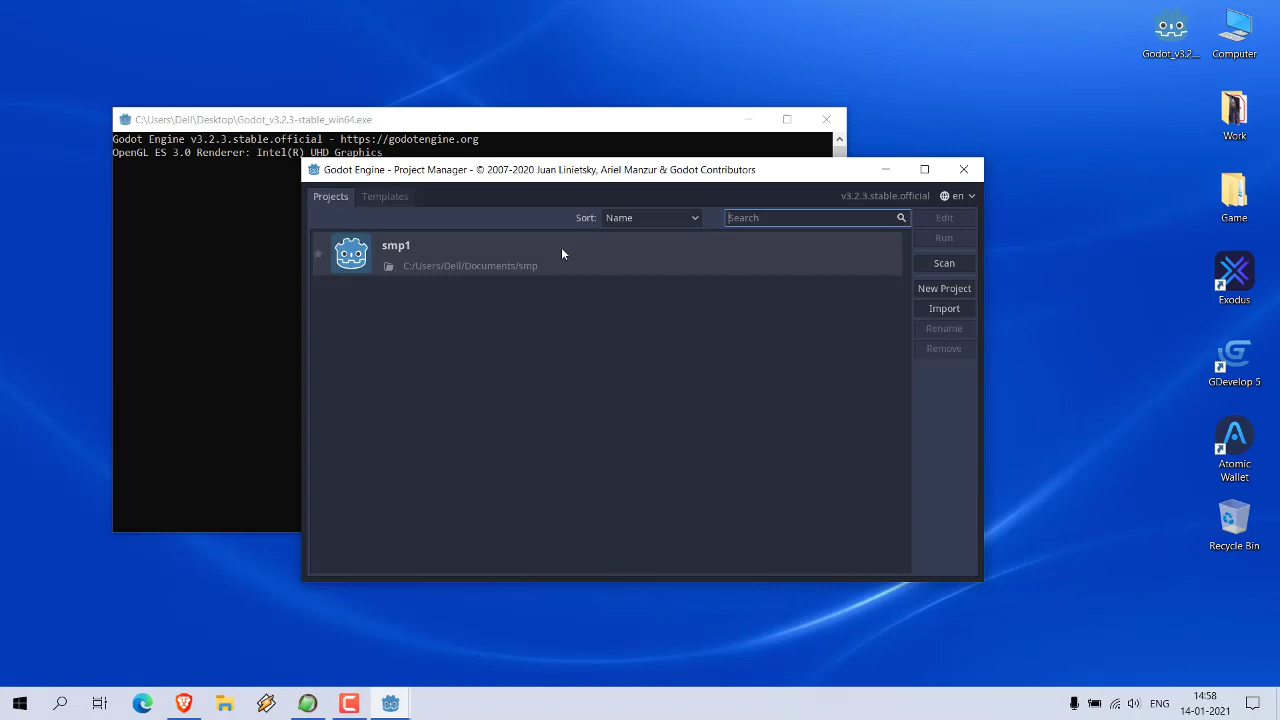 Godot_v3.2....
Computer
Work
Game
Exodus
GDevelop 5
Atomic
Wallet
Recycle Bin
C:\Users\Dell\Desktop\Godot_v3.2.3-stable_win64.exe
Godot Engine v3.2.3.stable.official - https://godotengine.org
OpenGL ES 3.0 Renderer: Intel(R) UHD Graphics
Godot Engine - Project Manager - © 2007-2020 Juan Linietsky, Ariel Manzur & Godot Contributors
Projects
Templates
v3.2.3.stable.official
en
Sort:
Name
Search
smp1
C:/Users/Dell/Documents/smp
Edit
Run
Scan
New Project
Import
Rename
Remove
ENG
14:58
14-01-2021